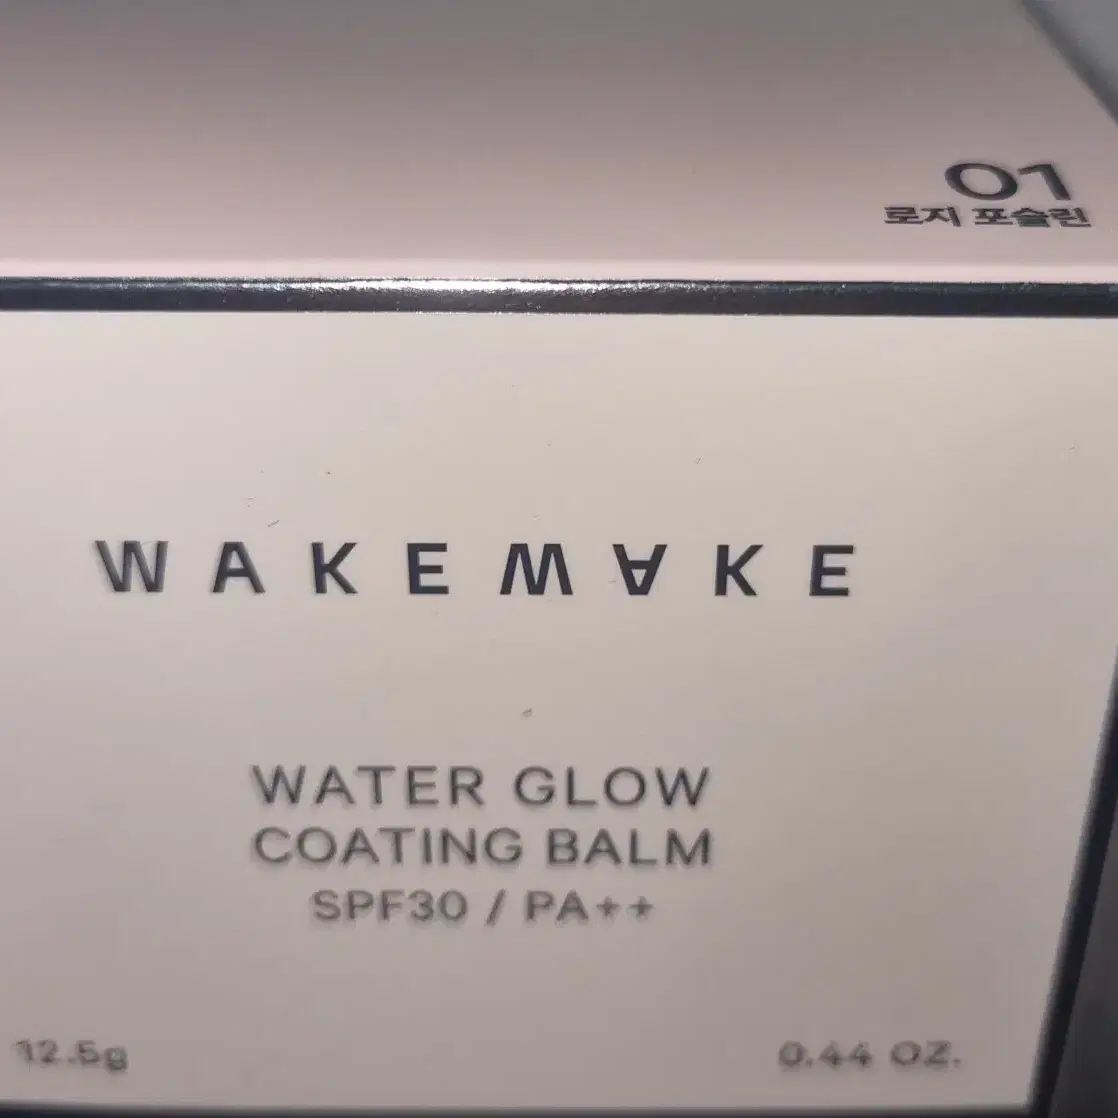 01
로지 포슬린
WAKEMAKE
WATER GLOW
COATING BALM
SPF30 / PA++
12.5g
0.44 OZ.